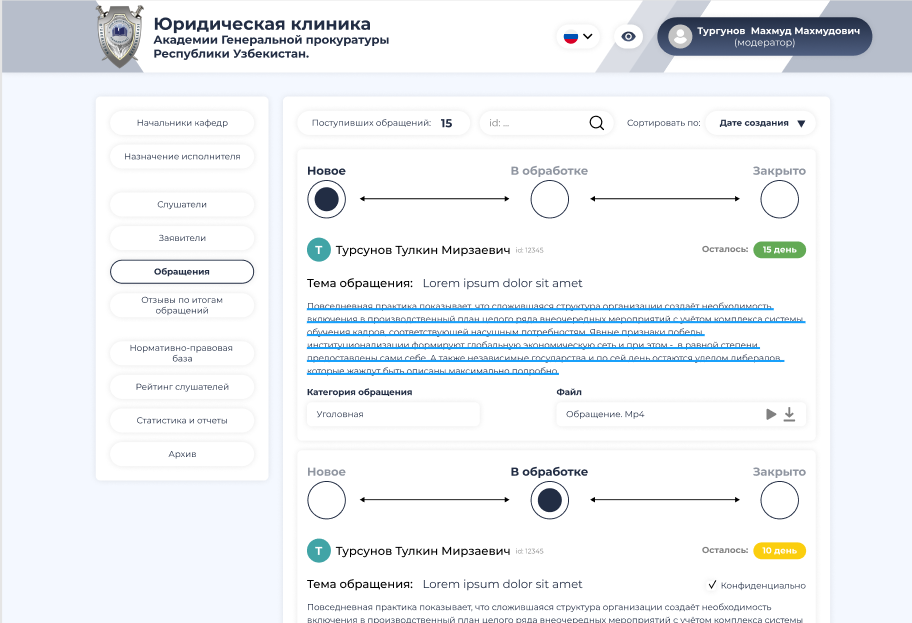 Юридическая клиника
Академии Генеральной прокуратуры
Республики Узбекистан.
Тургунов Махмуд Махмудович
(модератор)
Начальники кафедр
Назначение исполнителя
Слушатели
Заявители
Обращения
Отзывы по итогам
обращений
Нормативно-правовая
база
Рейтинг слушателей
Статистика и отчеты
Архив
Поступивших обращений: 15
id: ...
Сортировать по: Дате создания
Новое В обработке Закрыто
Т Турсунов Тулкин Мирзаевич id: 12345
Осталось: 15 день
Тема обращения: Lorem ipsum dolor sit amet
Повседневная практика показывает, что сложившаяся структура организации создаёт необходимость
включения в производственный план целого ряда внеочередных мероприятий с учётом комплекса системы
обучения кадров, соответствующей насущным потребностям. Явные признаки победы
институционализации формируют глобальную экономическую сеть и при этом - в равной степени
предоставлены сами себе. А также независимые государства и по сей день остаются уделом либералов,
которые жаждут быть описаны максимально подробно.
Категория обращения
Уголовная
Файл
Обращение. Mp4
Новое В обработке Закрыто
Т Турсунов Тулкин Мирзаевич id: 12345
Осталось: 10 день
Тема обращения: Lorem ipsum dolor sit amet
Конфиденциально
Повседневная практика показывает, что сложившаяся структура организации создаёт необходимость
включения в производственный план целого ряда внеочередных мероприятий с учётом комплекса системы